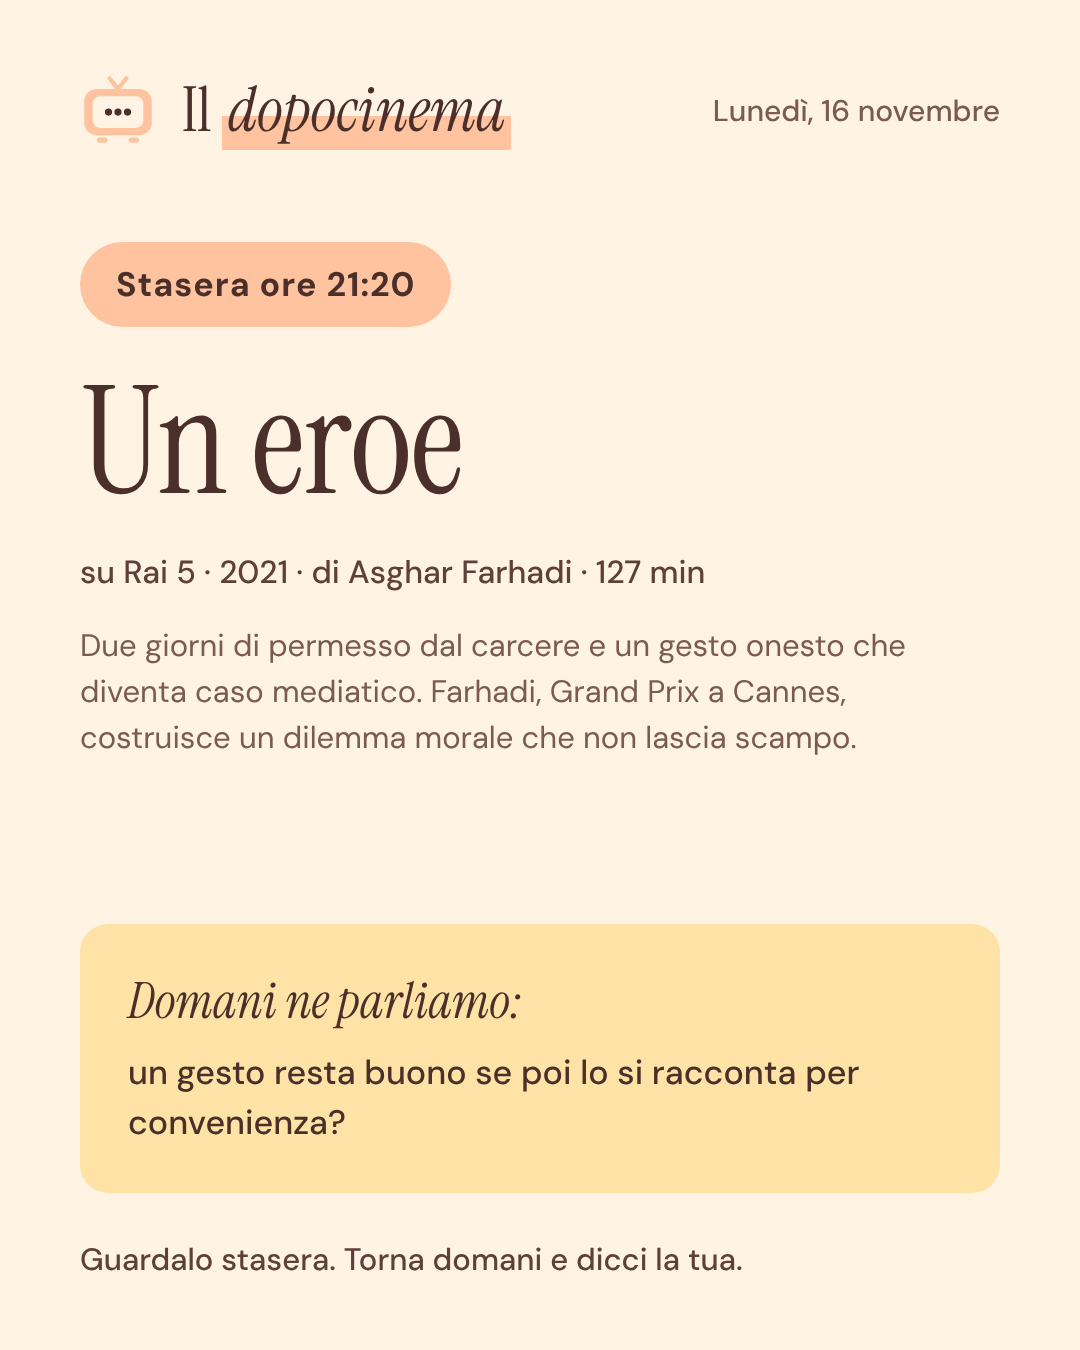 Il dopocinema
Lunedì, 16 novembre
Stasera ore 21:20
Un eroe
su Rai 5 · 2021 · di Asghar Farhadi · 127 min
Due giorni di permesso dal carcere e un gesto onesto che
diventa caso mediatico. Farhadi, Grand Prix a Cannes,
costruisce un dilemma morale che non lascia scampo.
Domani ne parliamo:
un gesto resta buono se poi lo si racconta per
convenienza?
Guardalo stasera. Torna domani e dicci la tua.